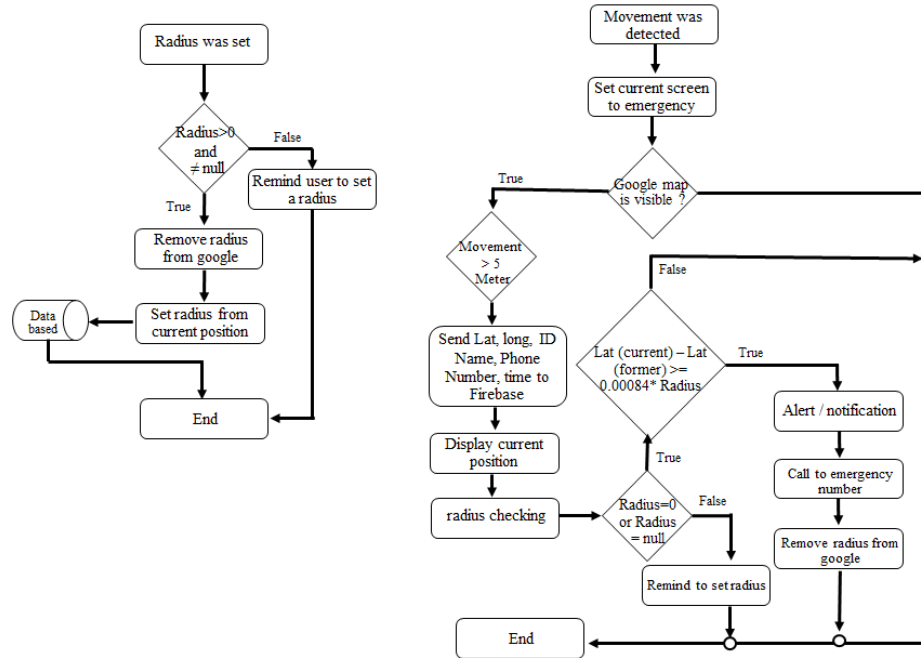 Radius was set
Radius>0
and
≠ null
False
True
Remind user to set
a radius
Remove radius
from google
Set radius from
current position
Data
based
End
Movement was
detected
Set current screen
to emergency
Google map
is visible ?
True
Movement
> 5
Meter
Send Lat, long, ID
Name, Phone
Number, time to
Firebase
Display current
position
radius checking
Radius=0
or Radius
= null
True
False
Remind to set radius
Lat (current) – Lat
(former) >=
0.00084* Radius
False
True
Alert / notification
Call to emergency
number
Remove radius from
google
End